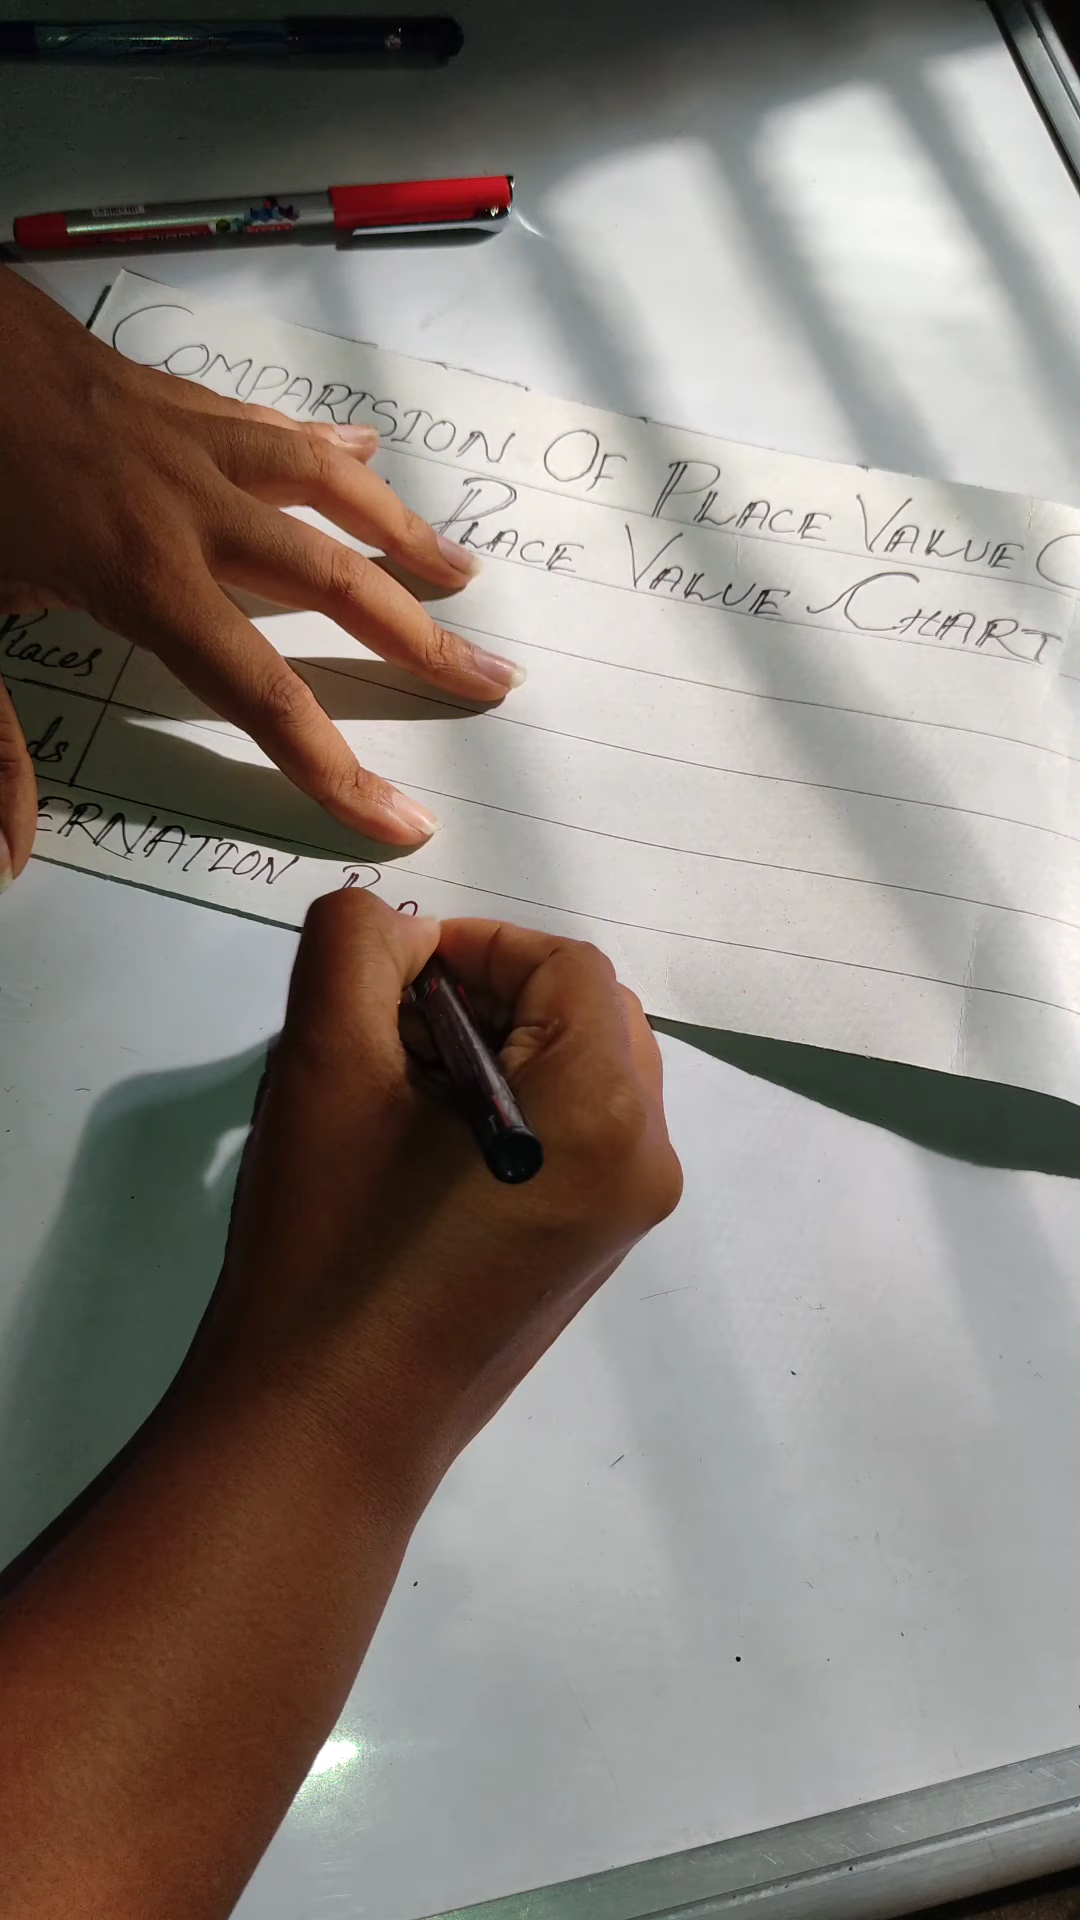 COMPARISION OF PLACE VALUE C
PLACE VALUE CHART
Places
ds
ERNATION